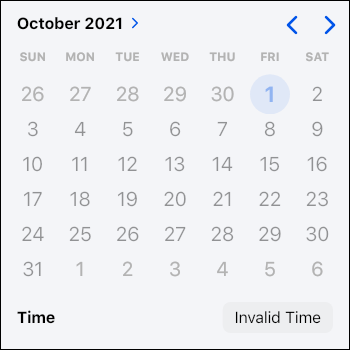 October 2021
SUN MON TUE WED THU FRI SAT
26 27 28 29 30 1 2
3 4 5 6 7 8 9
10 11 12 13 14 15 16
17 18 19 20 21 22 23
24 25 26 27 28 29 30
31 1 2 3 4 5 6
Time Invalid Time